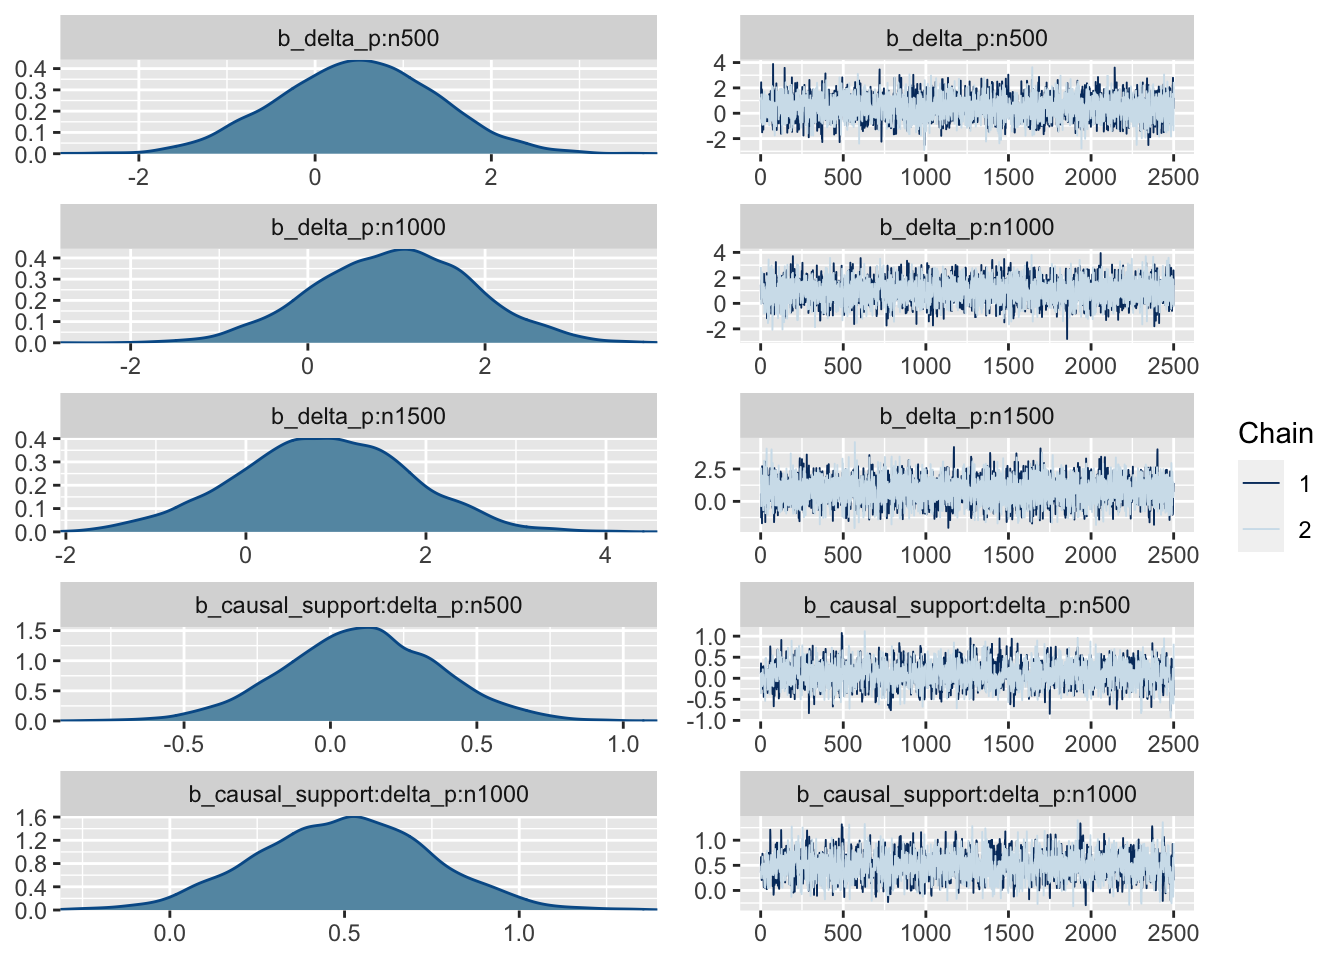 b_delta_p:n500
0.4
0.3
0.2
0.1
0.0
-2 0 2
b_delta_p:n500
4
2
0
-2
0 500 1000 1500 2000 2500
b_delta_p:n1000
0.4
0.3
0.2
0.1
0.0
-2 0 2
b_delta_p:n1000
4
2
0
-2
0 500 1000 1500 2000 2500
b_delta_p:n1500
0.4
0.3
0.2
0.1
0.0
-2 0 2 4
b_delta_p:n1500
2.5
0.0
0 500 1000 1500 2000 2500
b_causal_support:delta_p:n500
1.5
1.0
0.5
0.0
-0.5 0.0 0.5 1.0
b_causal_support:delta_p:n500
1.0
0.5
0.0
-0.5
-1.0
0 500 1000 1500 2000 2500
b_causal_support:delta_p:n1000
1.6
1.2
0.8
0.4
0.0
0.0 0.5 1.0
b_causal_support:delta_p:n1000
1.0
0.5
0.0
0 500 1000 1500 2000 2500
Chain
1
2